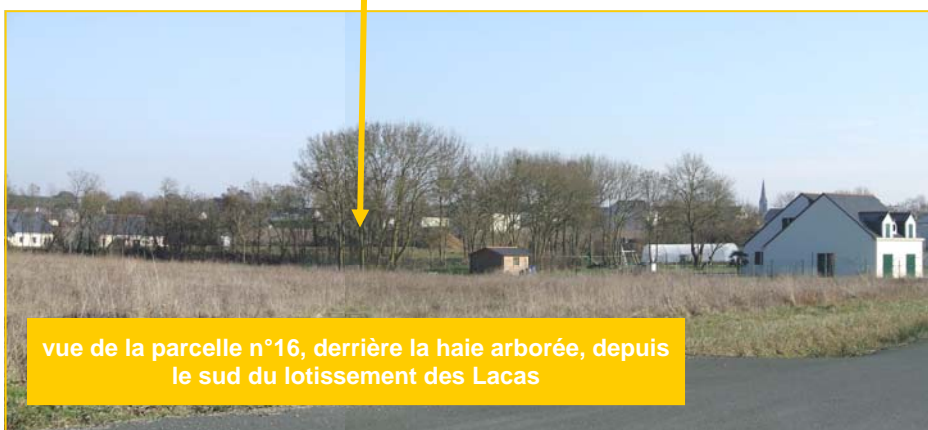 vue de la parcelle n°16, derrière la haie arborée, depuis
le sud du lotissement des Lacas